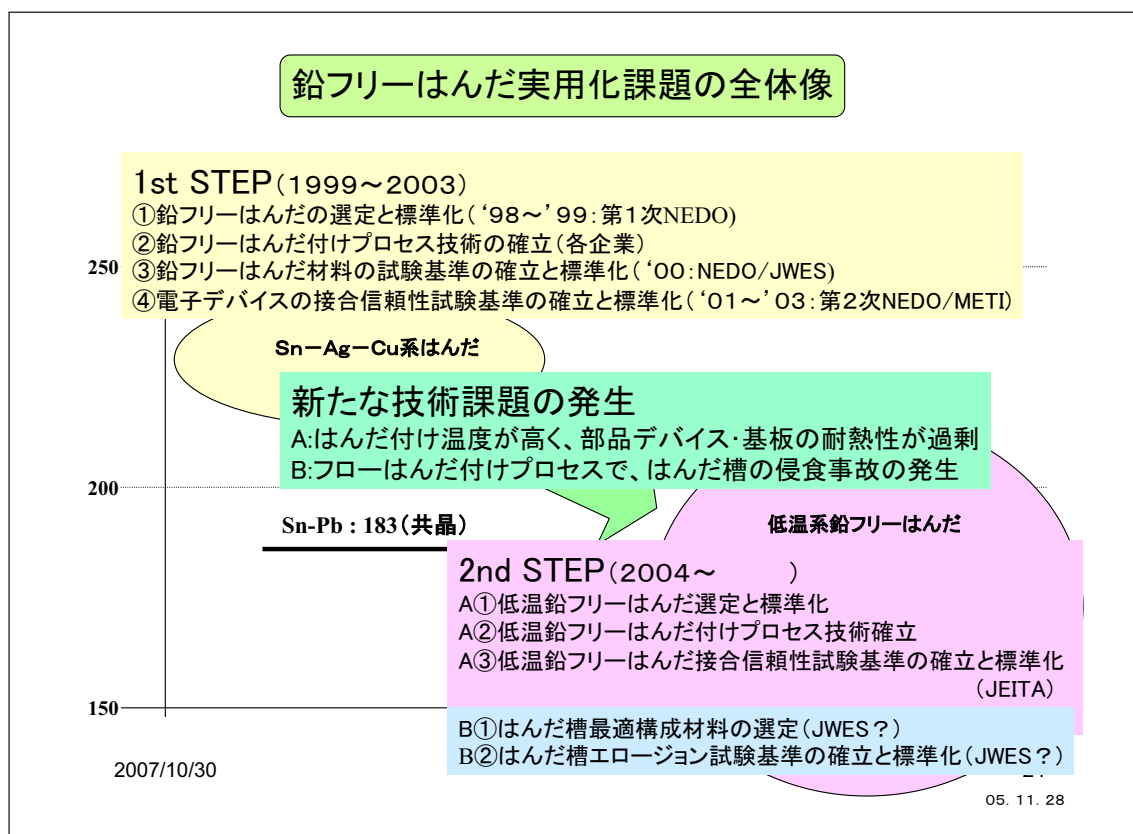 鉛フリーはんだ実用化課題の全体像
1st STEP(1999~2003)
①鉛フリーはんだの選定と標準化(‘98~’99:第1次NEDO)
②鉛フリーはんだ付けプロセス技術の確立(各企業)
③鉛フリーはんだ材料の試験基準の確立と標準化(‘00:NEDO/JWES)
④電子デバイスの接合信頼性試験基準の確立と標準化(‘01~’03:第2次NEDO/METI)
250
Sn-Ag-Cu系はんだ
新たな技術課題の発生
A:はんだ付け温度が高く、部品デバイス・基板の耐熱性が過剰
B:フローはんだ付けプロセスで、はんだ槽の侵食事故の発生
200
Sn-Pb : 183(共晶)
低温系鉛フリーはんだ
2nd STEP(2004~      )
A①低温鉛フリーはんだ選定と標準化
A②低温鉛フリーはんだ付けプロセス技術確立
A③低温鉛フリーはんだ接合信頼性試験基準の確立と標準化
(JEITA)
150
B①はんだ槽最適構成材料の選定(JWES?)
B②はんだ槽エロージョン試験基準の確立と標準化(JWES?)
2007/10/30
05. 11. 28